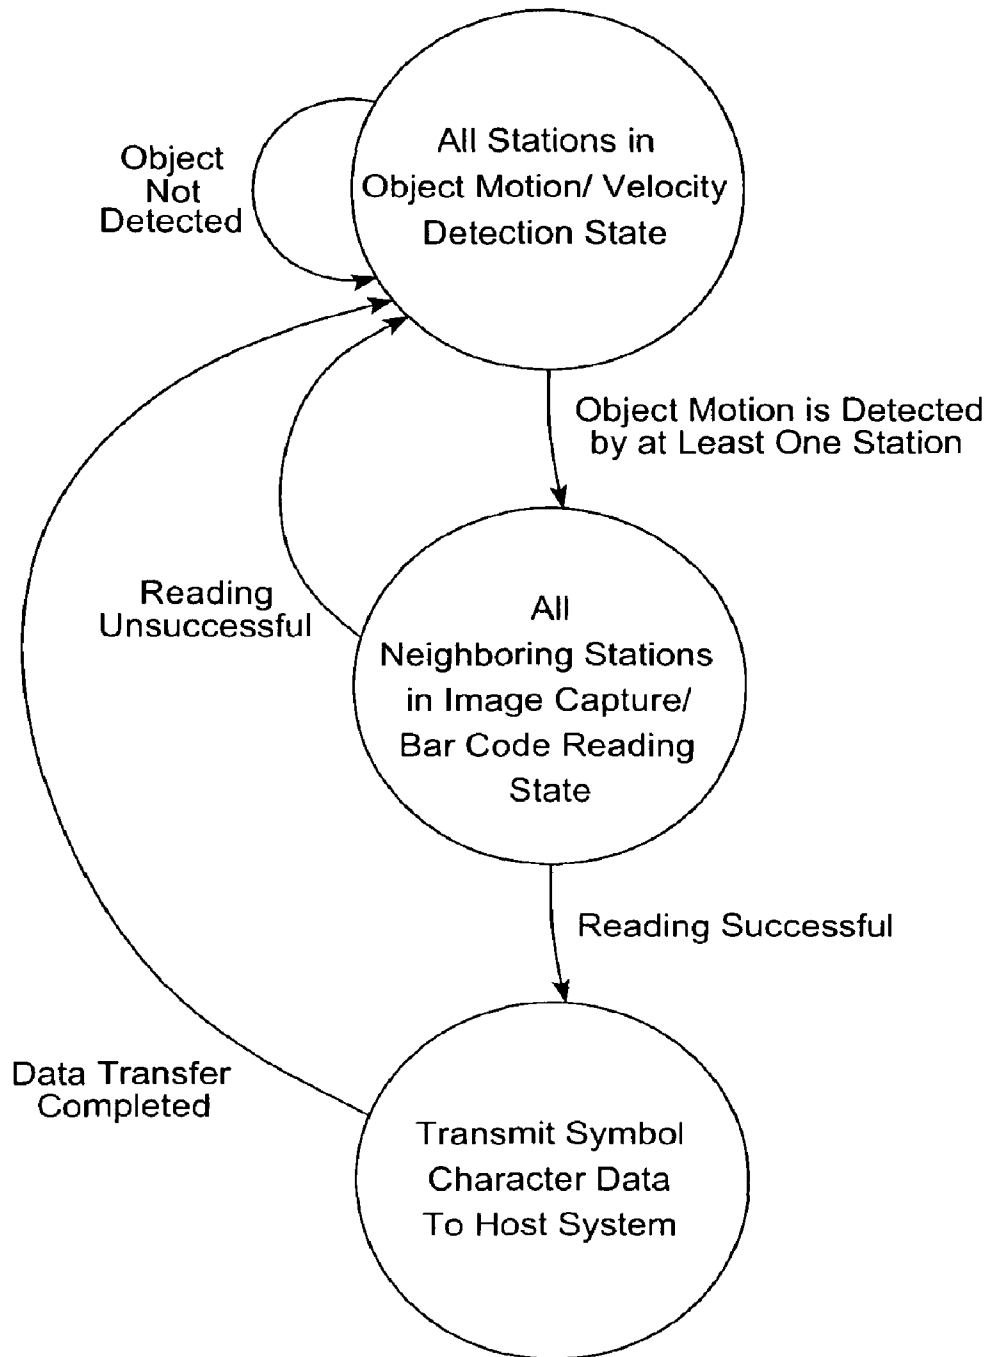 All Stations in
Object Motion/ Velocity
Detection State
Object
Not
Detected
Object Motion is Detected
by at Least One Station
Reading
Unsuccessful
All
Neighboring Stations
in Image Capture/
Bar Code Reading
State
Reading Successful
Data Transfer
Completed
Transmit Symbol
Character Data
To Host System